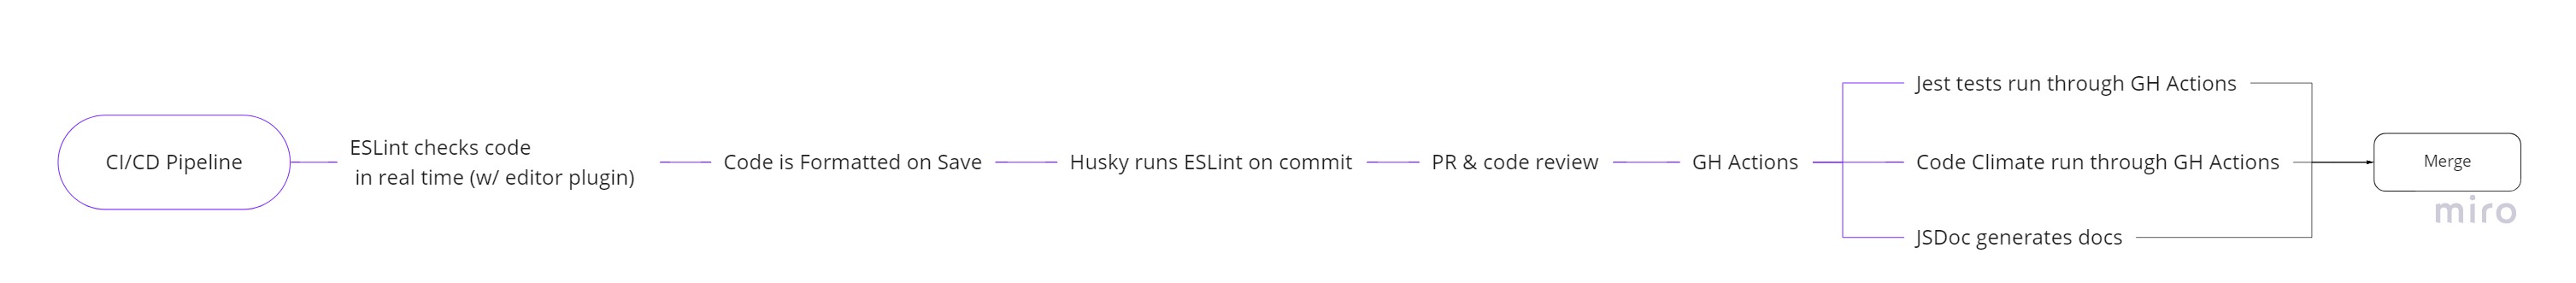 CI/CD Pipeline
ESLint checks code
in real time (w/ editor plugin)
Code is Formatted on Save
Husky runs ESLint on commit
PR & code review
GH Actions
Jest tests run through GH Actions
Code Climate run through GH Actions
JSDoc generates docs
Merge
miro